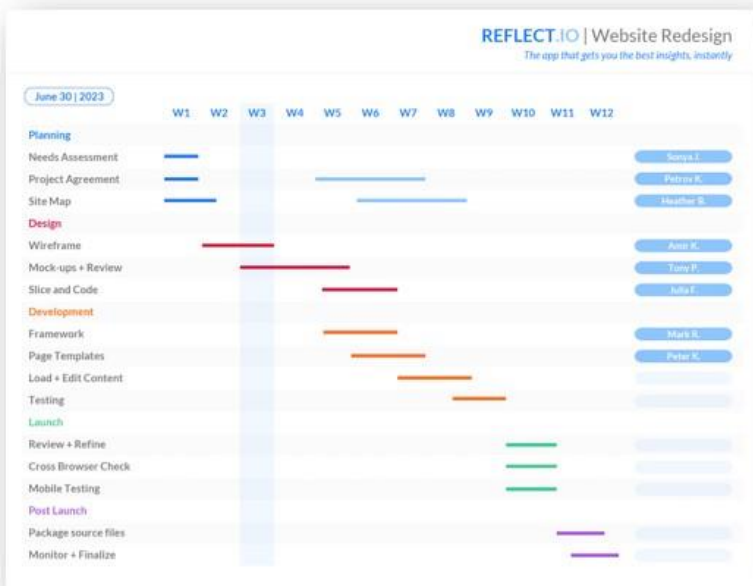 REFLECT.IO | Website Redesign
The app that gets you the best insights, instantly
June 30 | 2023
W1 W2 W3 W4 W5 W6 W7 W8 W9 W10 W11 W12
Planning
Needs Assessment Sonya J.
Project Agreement Petrov K.
Site Map Heather B.
Design
Wireframe Amir K.
Mock-ups + Review Tony P.
Slice and Code Julia F.
Development
Framework Mark R.
Page Templates Peter K.
Load + Edit Content
Testing
Launch
Review + Refine
Cross Browser Check
Mobile Testing
Post Launch
Package source files
Monitor + Finalize